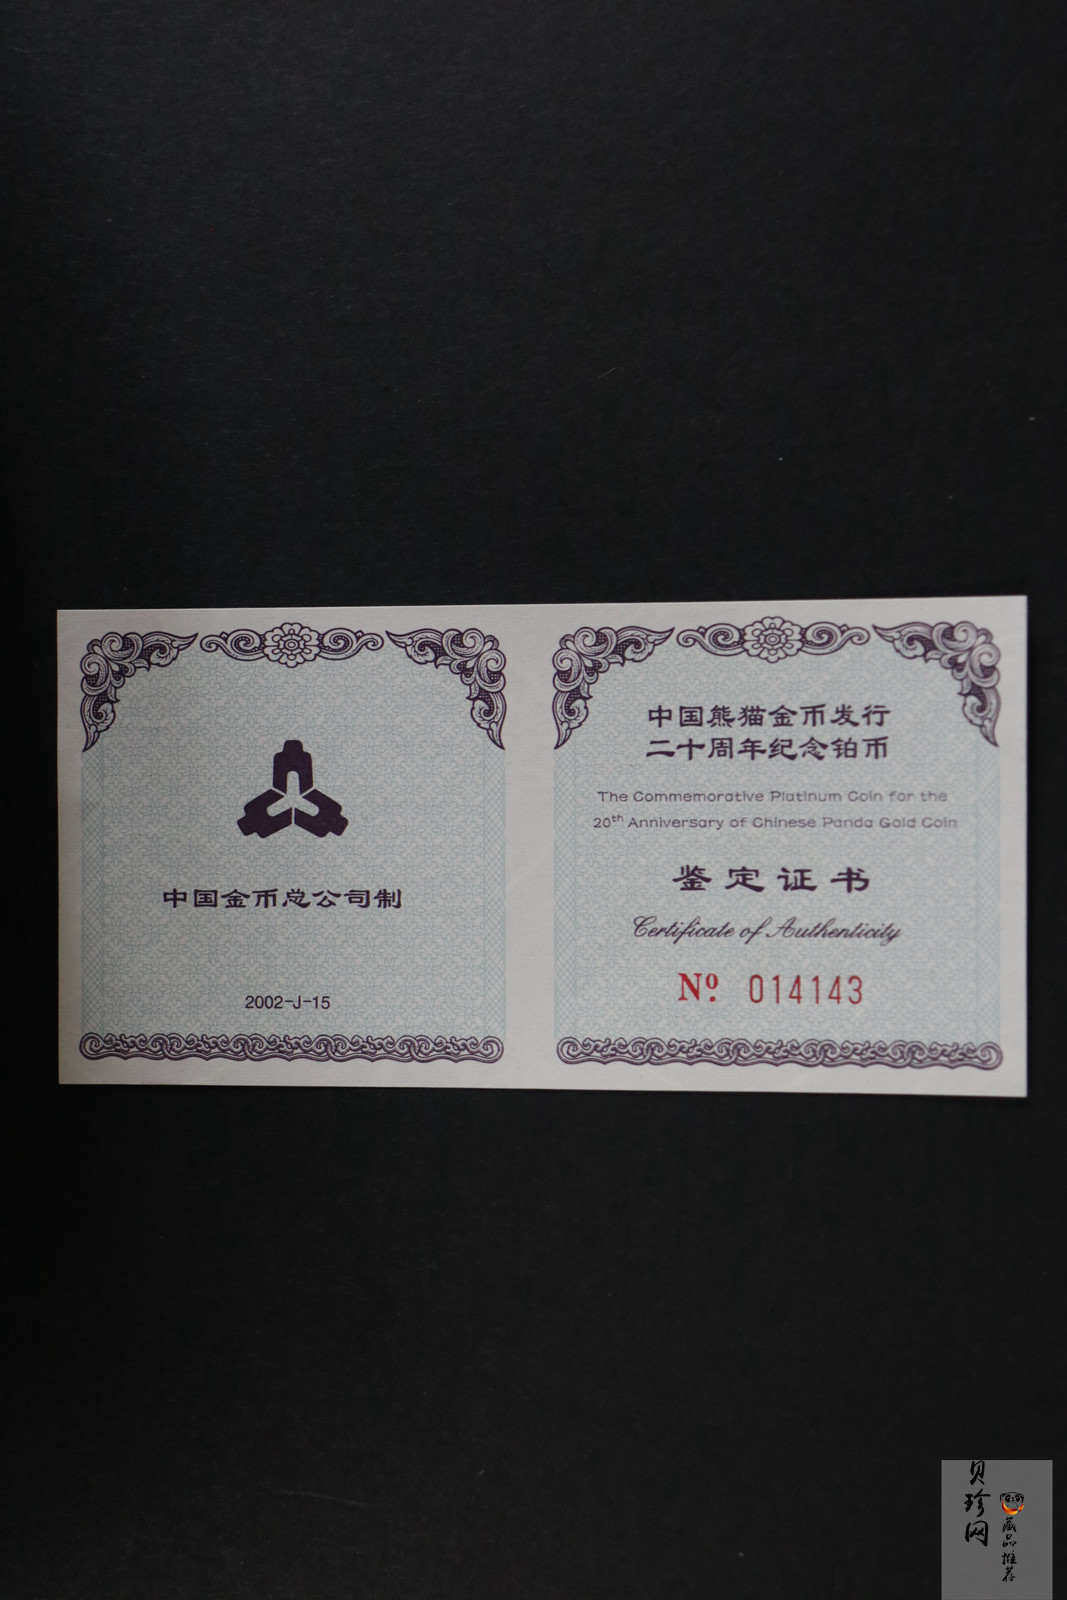 中国金币总公司制
2002-J-15
中国熊猫金币发行
二十周年纪念铂币
The Commemorative Platinum Coin for the
20th Anniversary of Chinese Panda Gold Coin
鉴定证书
Certificate of Authenticity
Nº 014143
贝珍网
藏品推荐